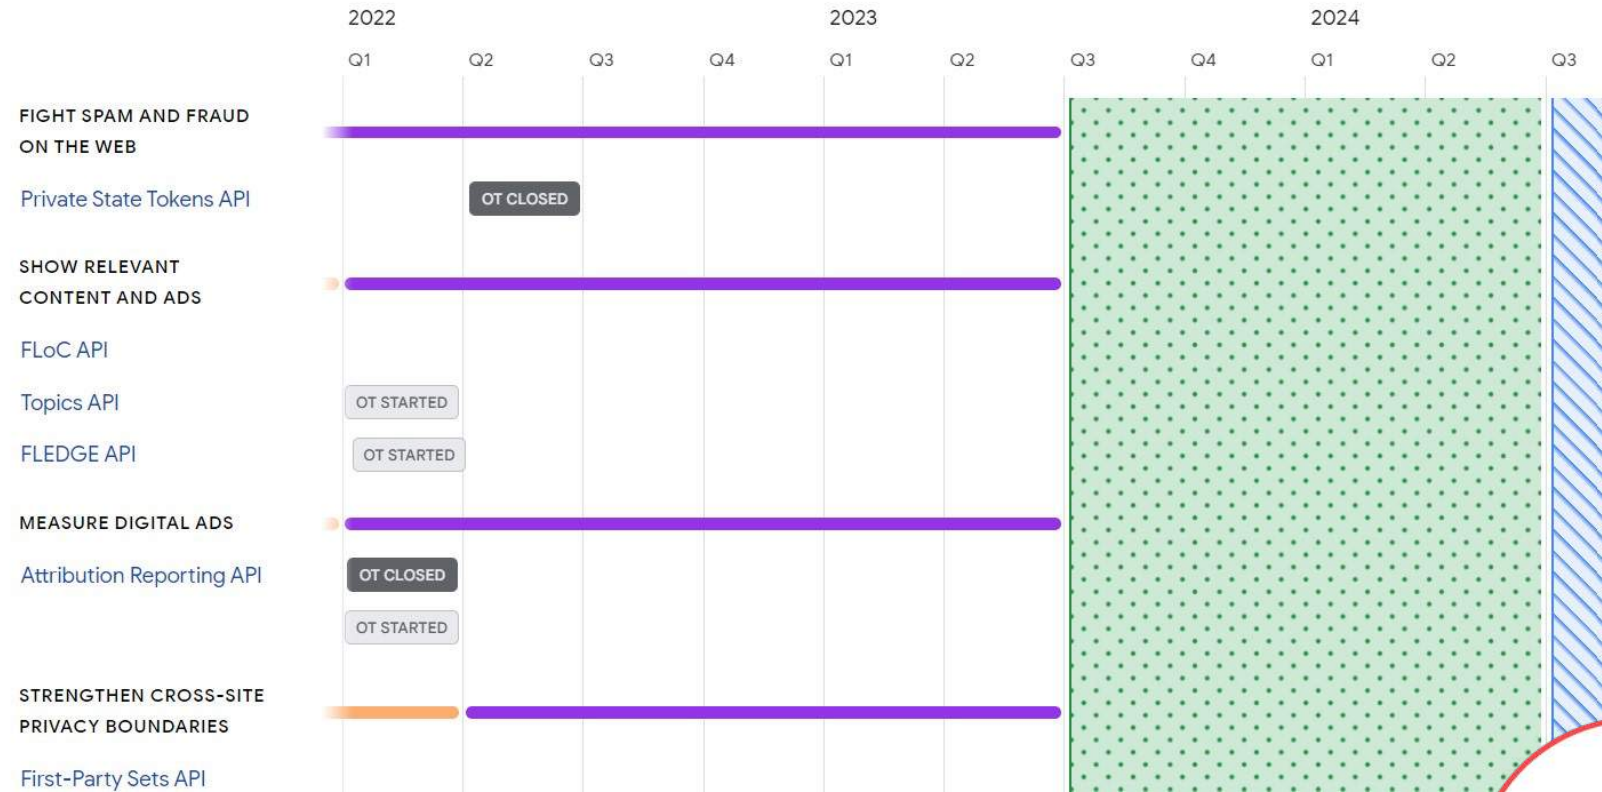 2022 2023 2024
Q1 Q2 Q3 Q4 Q1 Q2 Q3 Q4 Q1 Q2 Q3
FIGHT SPAM AND FRAUD
ON THE WEB
Private State Tokens API OT CLOSED
SHOW RELEVANT
CONTENT AND ADS
FLoC API
Topics API OT STARTED
FLEDGE API OT STARTED
MEASURE DIGITAL ADS
Attribution Reporting API OT CLOSED
OT STARTED
STRENGTHEN CROSS-SITE
PRIVACY BOUNDARIES
First-Party Sets API